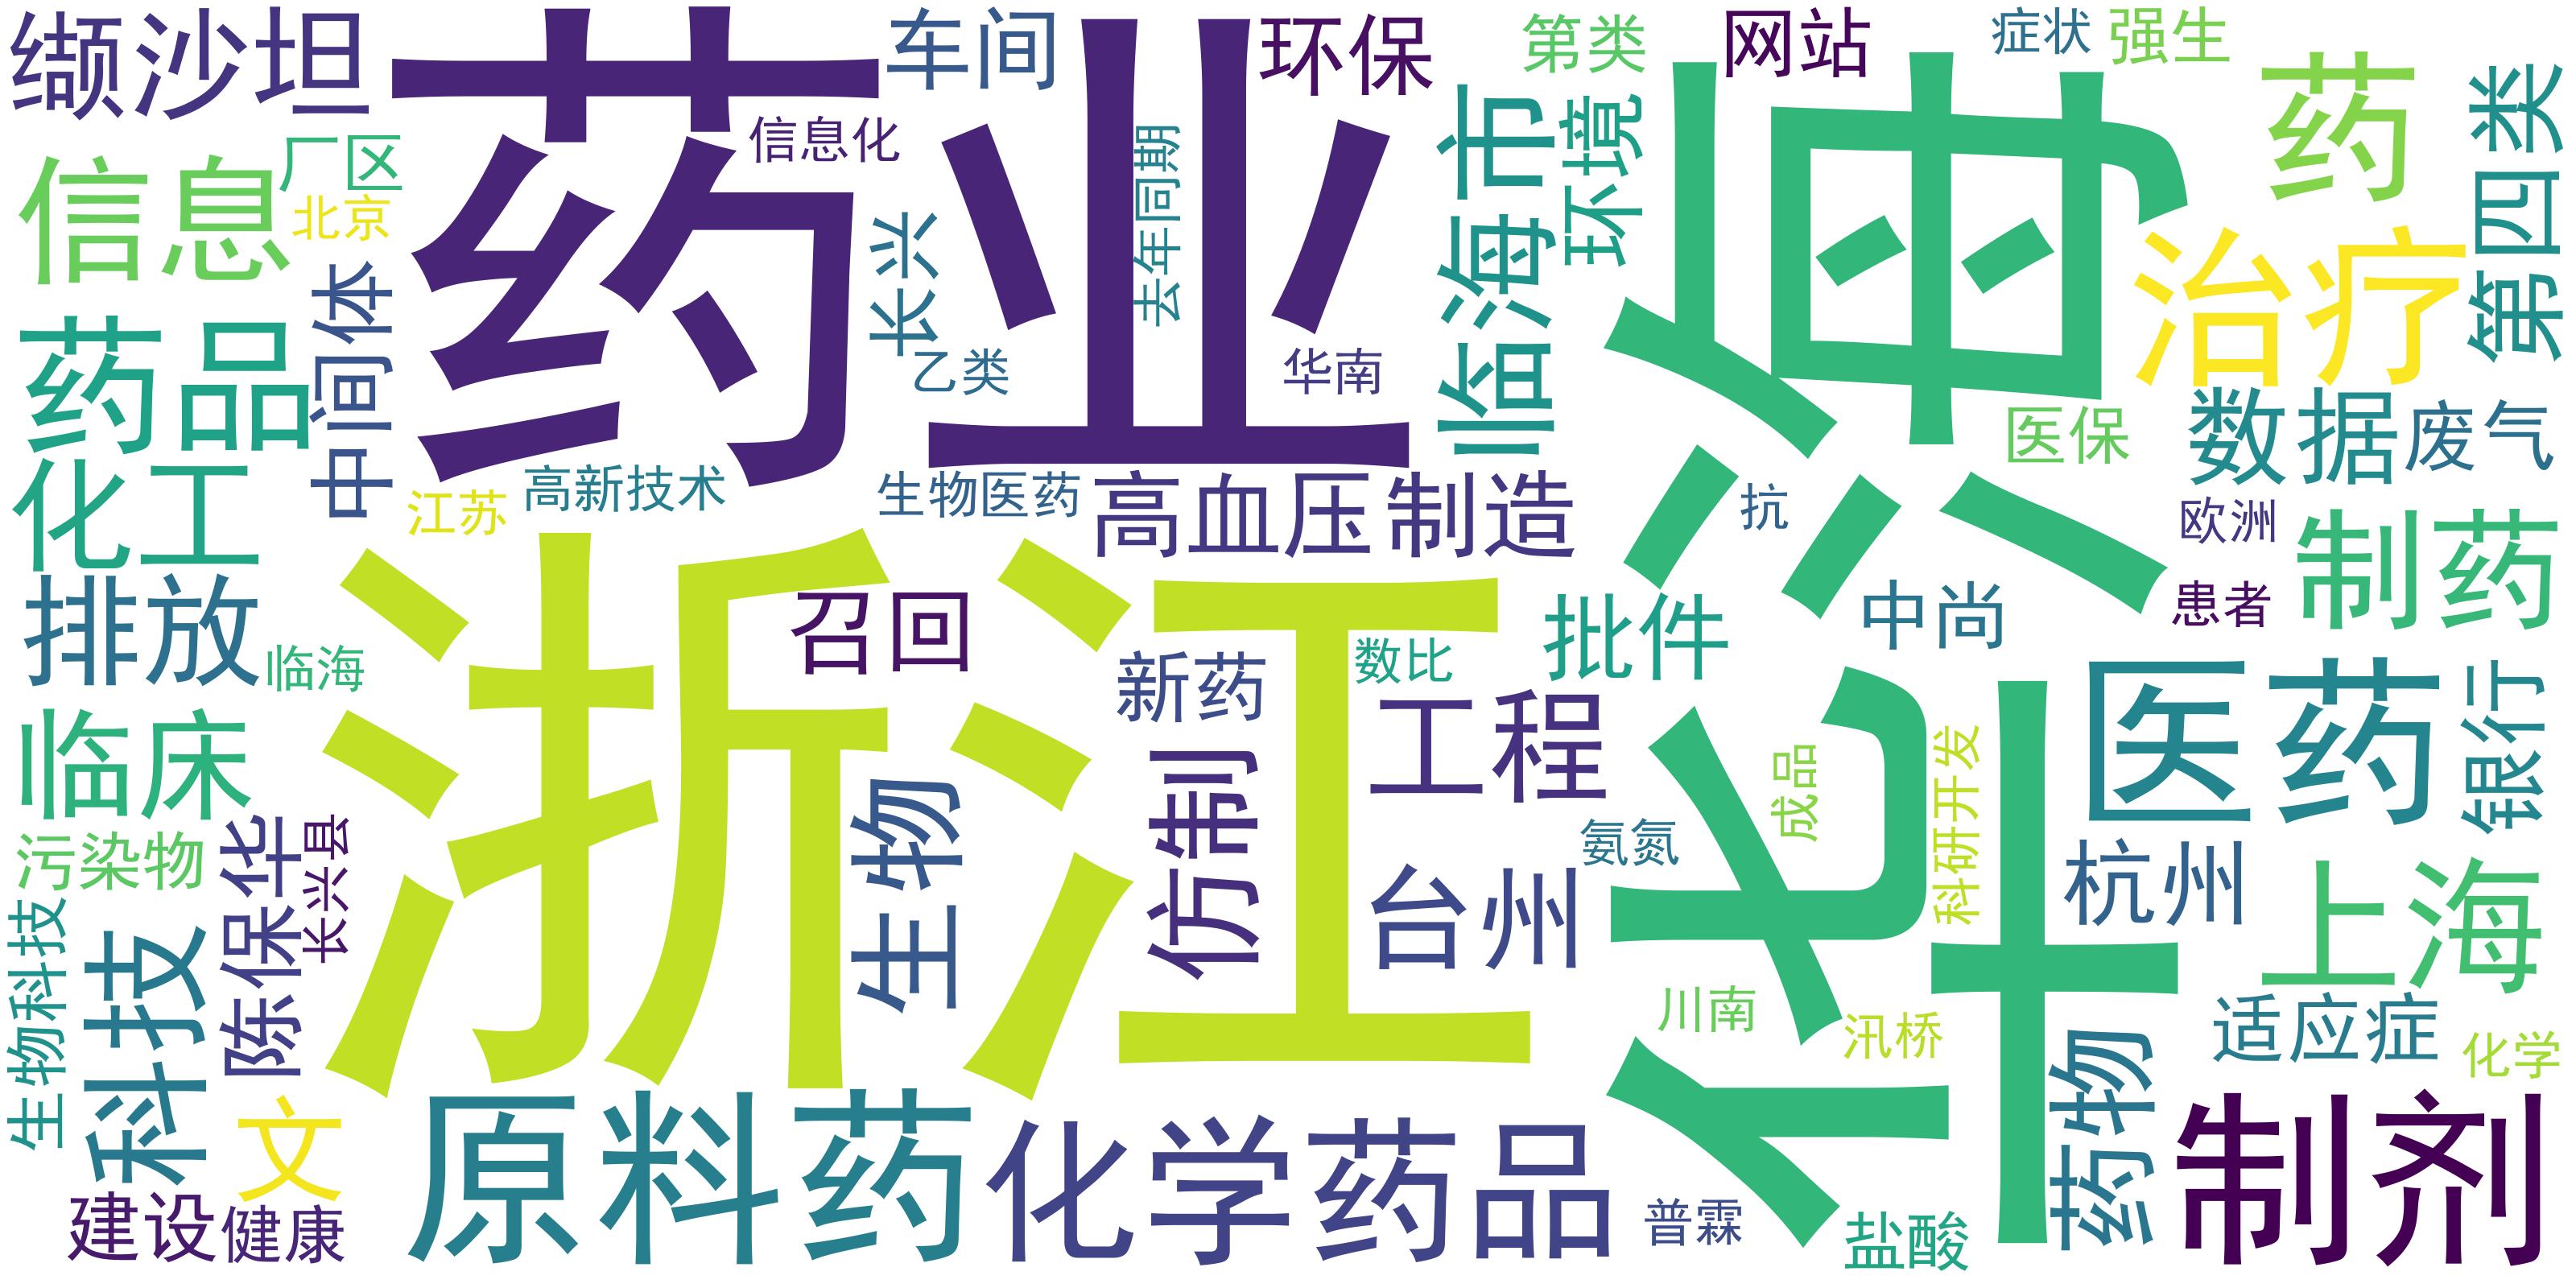 缬沙坦
药业
车间
环保
第类
网站
症状
强生
药
第四类
信息化
去年同期
临海市
环境
华海
厂区
信息
北京
长兴
治疗
中间体
药品
乙类
华南
数据
废气
医保
化工
江苏
高新技术
生物医药
高血压
制造
抗
欧洲
制药
浙江
排放
召回
批件
中尚
患者
临海
新药
数比
工程
医药
银行
临床
仿制
成品
科研开发
生物
氨氮
杭州
污染物
陈保华
长兴县
台州
上海
生物科技
科技
川南
汛桥
适应症
化学
文
原料药
化学药品
药物
制剂
建设
健康
普霖
盐酸